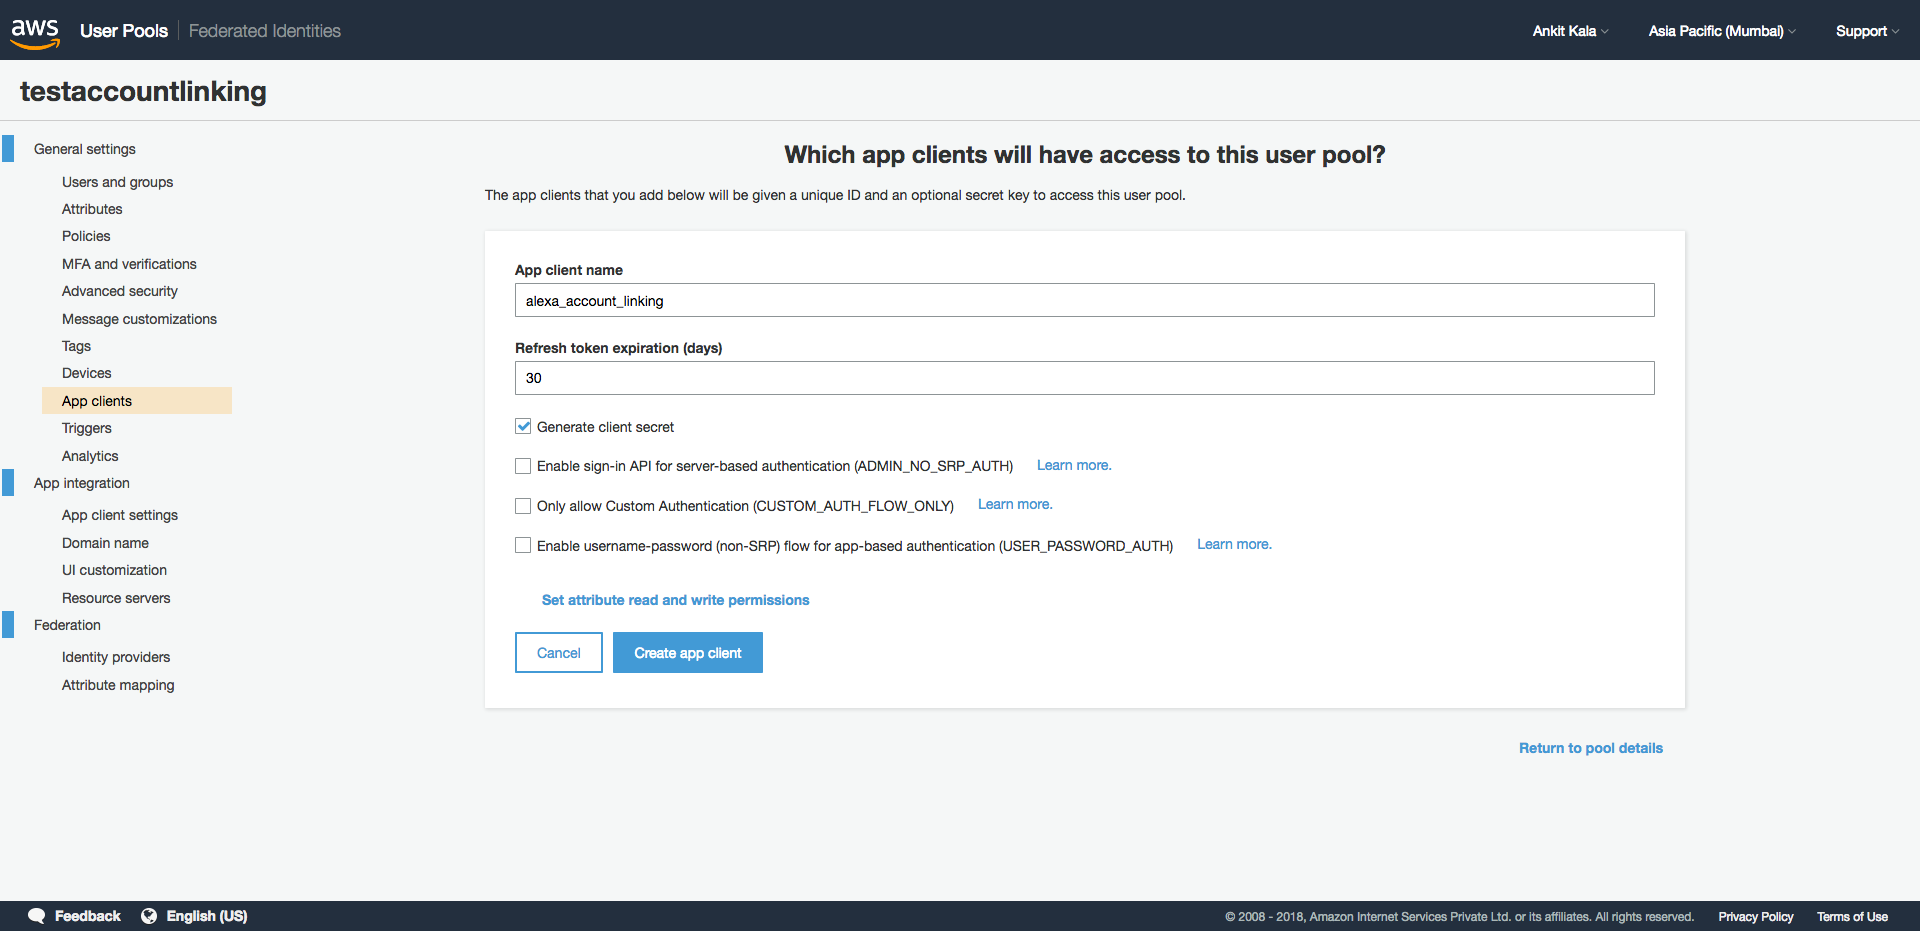 aws User Pools Federated Identities Ankit Kala Asia Pacific (Mumbai) Support
testaccountlinking
General settings
Users and groups
Attributes
Policies
MFA and verifications
Advanced security
Message customizations
Tags
Devices
App clients
Triggers
Analytics
App integration
App client settings
Domain name
UI customization
Resource servers
Federation
Identity providers
Attribute mapping
Which app clients will have access to this user pool?
The app clients that you add below will be given a unique ID and an optional secret key to access this user pool.
App client name
alexa_account_linking
Refresh token expiration (days)
30
Generate client secret
Enable sign-in API for server-based authentication (ADMIN_NO_SRP_AUTH) Learn more.
Only allow Custom Authentication (CUSTOM_AUTH_FLOW_ONLY) Learn more.
Enable username-password (non-SRP) flow for app-based authentication (USER_PASSWORD_AUTH) Learn more.
Set attribute read and write permissions
Cancel Create app client
Return to pool details
Feedback English (US) © 2008 - 2018, Amazon Internet Services Private Ltd. or its affiliates. All rights reserved. Privacy Policy Terms of Use